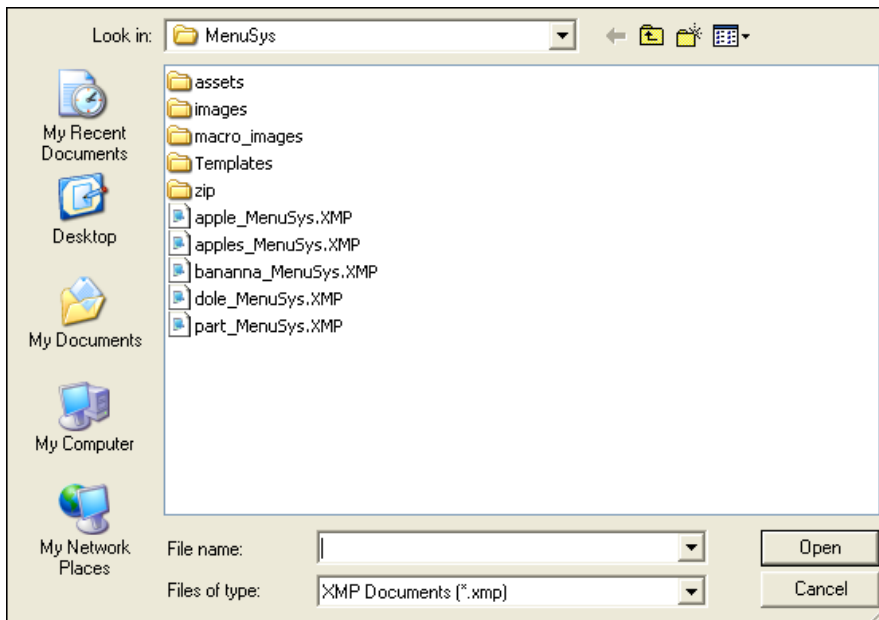 Look in: MenuSys
My Recent
Documents
Desktop
My Documents
My Computer
My Network
Places
assets
images
macro_images
Templates
zip
apple_MenuSys.XMP
apples_MenuSys.XMP
bananna_MenuSys.XMP
dole_MenuSys.XMP
part_MenuSys.XMP
File name: Open
Files of type: XMP Documents (*.xmp) Cancel